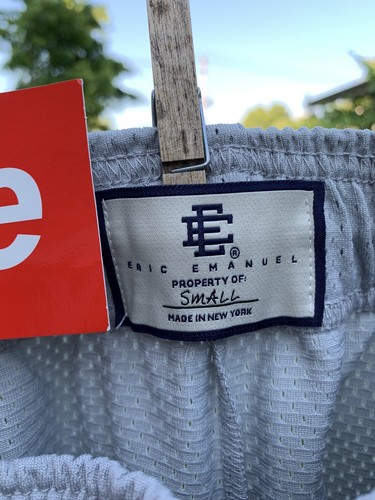 e
EE®
ERIC EMANUEL
PROPERTY OF:
SMALL
MADE IN NEW YORK